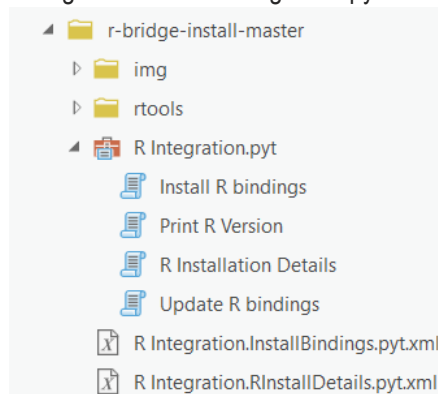 r-bridge-install-master
img
rtools
R Integration.pyt
Install R bindings
Print R Version
R Installation Details
Update R bindings
R Integration.InstallBindings.pyt.xml
R Integration.RInstallDetails.pyt.xml